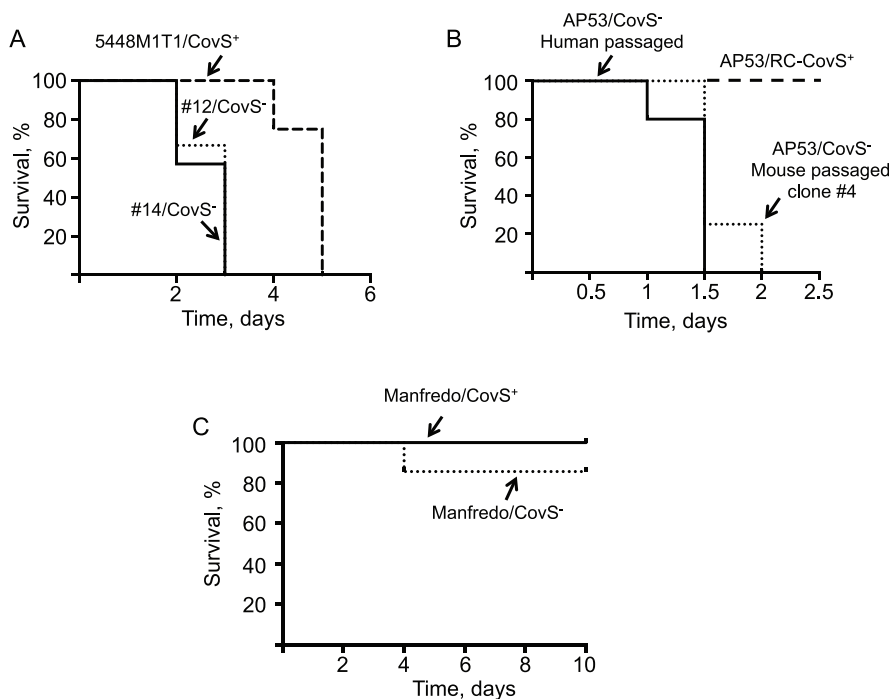 A
5448M1T1/CovS⁺
#12/CovS⁻
#14/CovS⁻
100
80
60
40
20
Survival, %
2
4
6
Time, days
B
AP53/CovS⁻
Human passaged
AP53/RC-CovS⁺
AP53/CovS⁻
Mouse passaged
clone #4
100
80
60
40
20
Survival, %
0.5
1
1.5
2
2.5
Time, days
C
Manfredo/CovS⁺
Manfredo/CovS⁻
100
80
60
40
20
Survival, %
2
4
6
8
10
Time, days